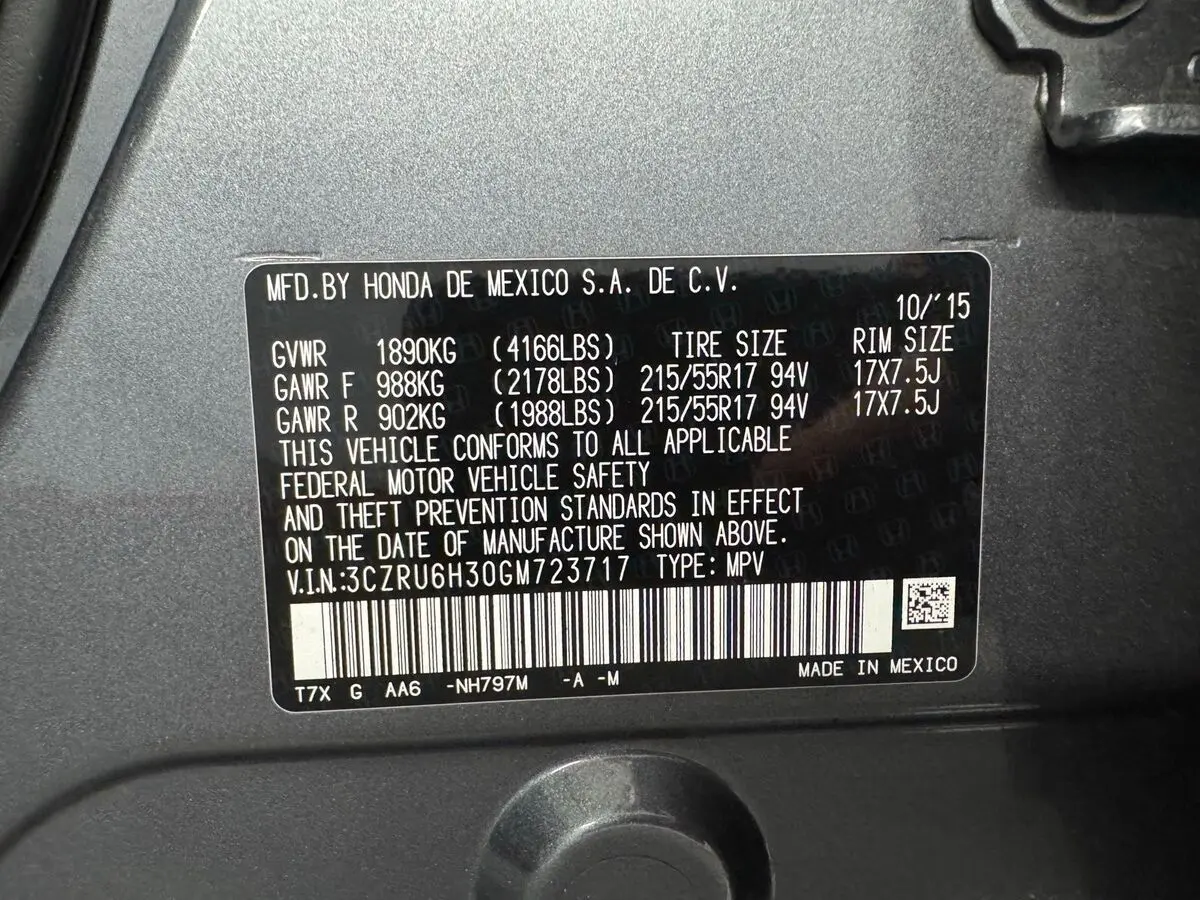 MFD.BY HONDA DE MEXICO S.A. DE C.V.
10/'15
GVWR 1890KG (4166LBS) TIRE SIZE RIM SIZE
GAWR F 988KG (2178LBS) 215/55R17 94V 17X7.5J
GAWR R 902KG (1988LBS) 215/55R17 94V 17X7.5J
THIS VEHICLE CONFORMS TO ALL APPLICABLE
FEDERAL MOTOR VEHICLE SAFETY
AND THEFT PREVENTION STANDARDS IN EFFECT
ON THE DATE OF MANUFACTURE SHOWN ABOVE.
V.I.N.:3CZRU6H30GM723717 TYPE: MPV
MADE IN MEXICO
T7X G AA6 -NH797M -A -M